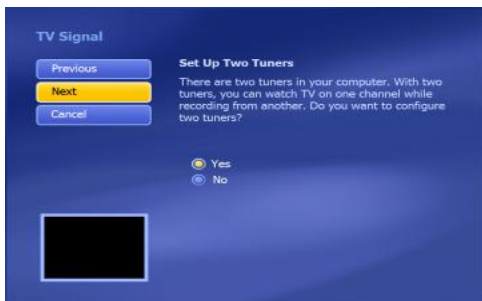 TV Signal
Previous
Next
Cancel
Set Up Two Tuners
There are two tuners in your computer. With two
tuners, you can watch TV on one channel while
recording from another. Do you want to configure
two tuners?
Yes
No